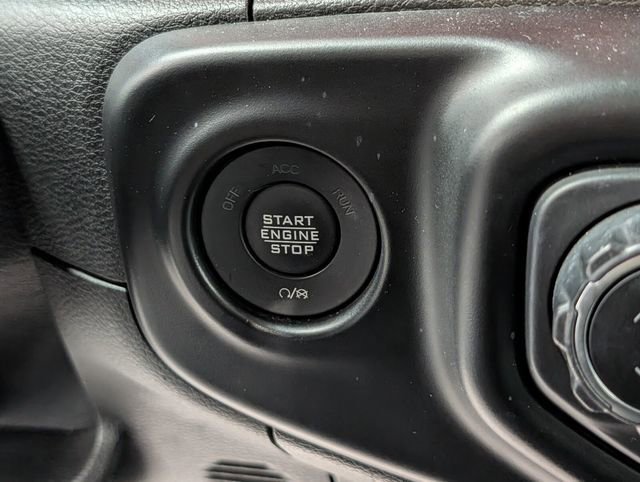 OFF
ACC
RUN
START
ENGINE
STOP